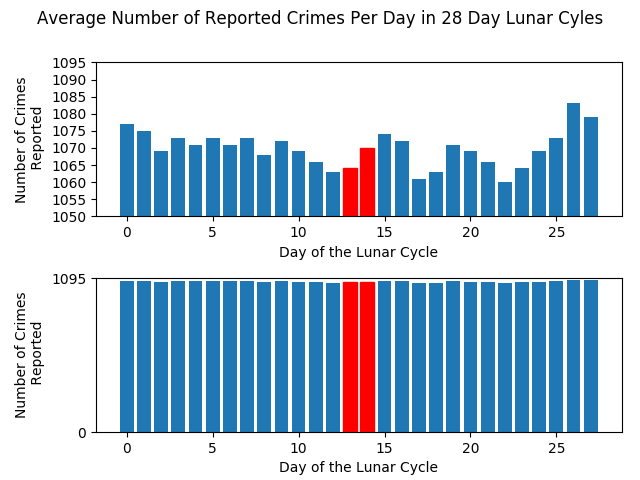 Average Number of Reported Crimes Per Day in 28 Day Lunar Cyles
1095
1090
1085
1080
1075
1070
1065
1060
1055
1050
Number of Crimes
Reported
0 5 10 15 20 25
Day of the Lunar Cycle
1095
0
Number of Crimes
Reported
0 5 10 15 20 25
Day of the Lunar Cycle